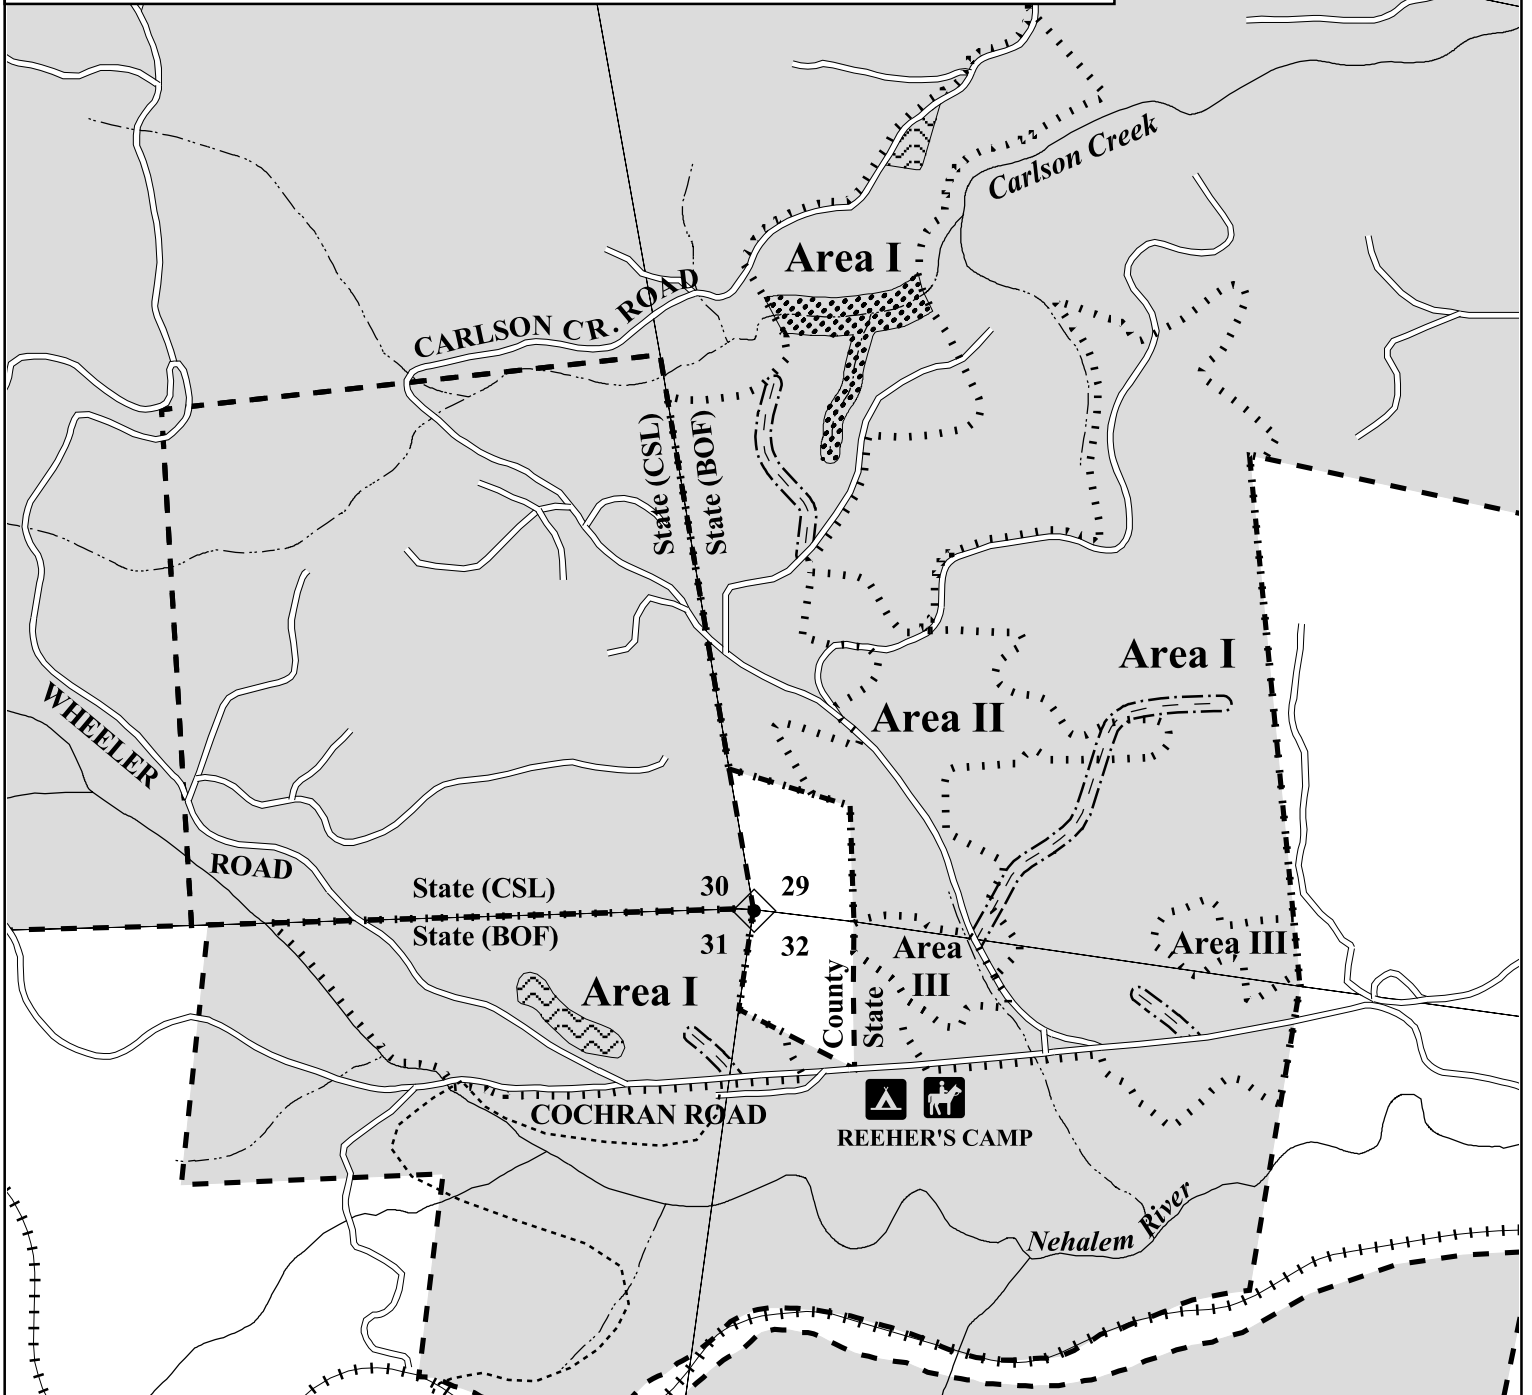 Carlson Creek
Area I
CARLSON CR. ROAD
State (CSL)
State (BOF)
Area I
Area II
WHEELER
ROAD
State (CSL)
30
29
State (BOF)
31
32
Area
III
Area III
Area I
County
State
COCHRAN ROAD
REEHER'S CAMP
Nehalem River